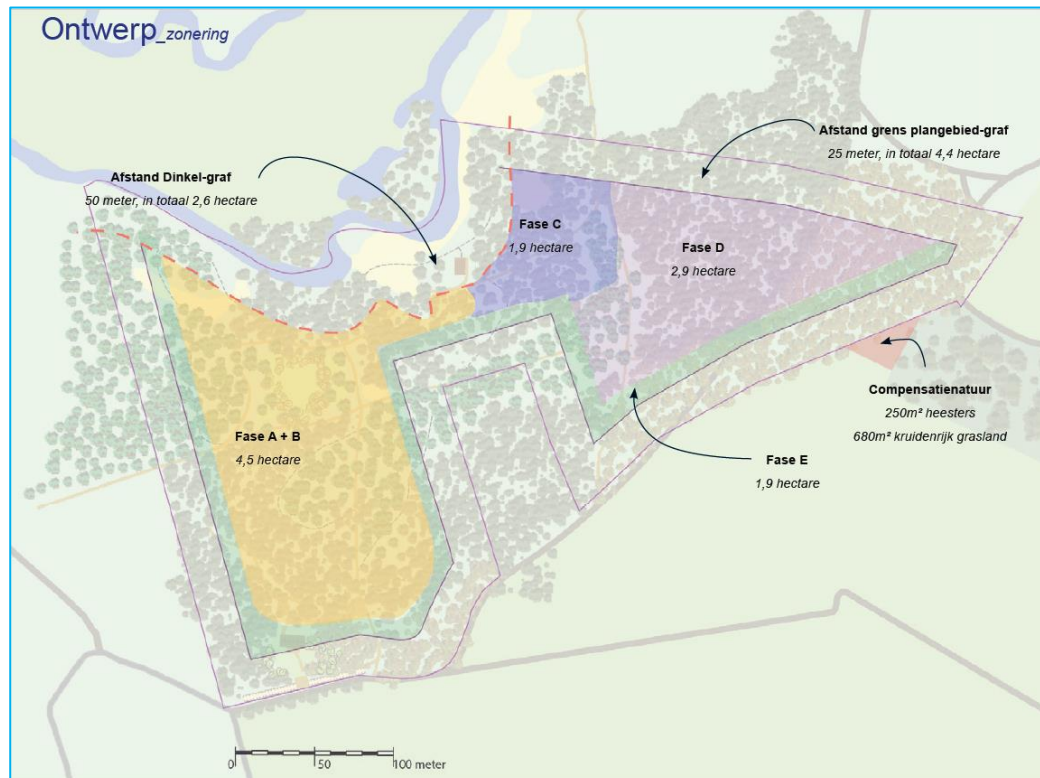 Ontwerp_zonering
Afstand grens plangebied-graf
25 meter, in totaal 4,4 hectare
Afstand Dinkel-graf
50 meter, in totaal 2,6 hectare
Fase C
1,9 hectare
Fase D
2,9 hectare
Compensatienatuur
250m² heesters
680m² kruidenrijk grasland
Fase A + B
4,5 hectare
Fase E
1,9 hectare
0 50 100 meter